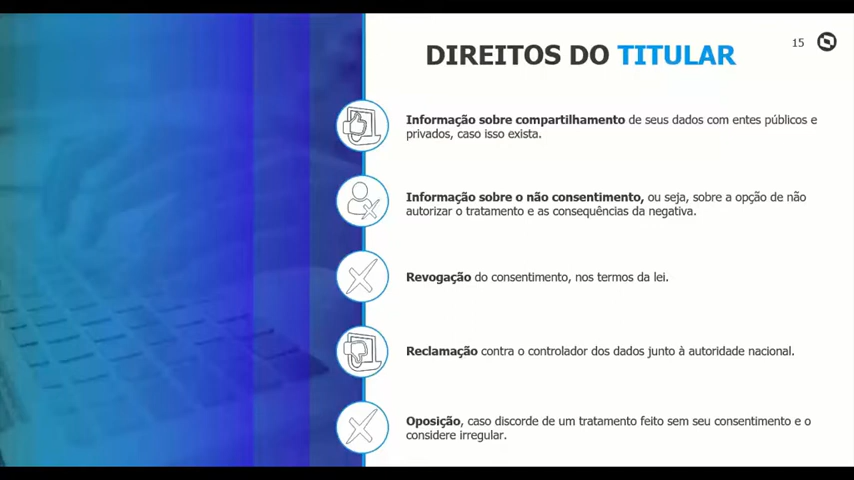 DIREITOS DO TITULAR
15
Informação sobre compartilhamento de seus dados com entes públicos e
privados, caso isso exista.
Informação sobre o não consentimento, ou seja, sobre a opção de não
autorizar o tratamento e as consequências da negativa.
Revogação do consentimento, nos termos da lei.
Reclamação contra o controlador dos dados junto à autoridade nacional.
Oposição, caso discorde de um tratamento feito sem seu consentimento e o
considere irregular.